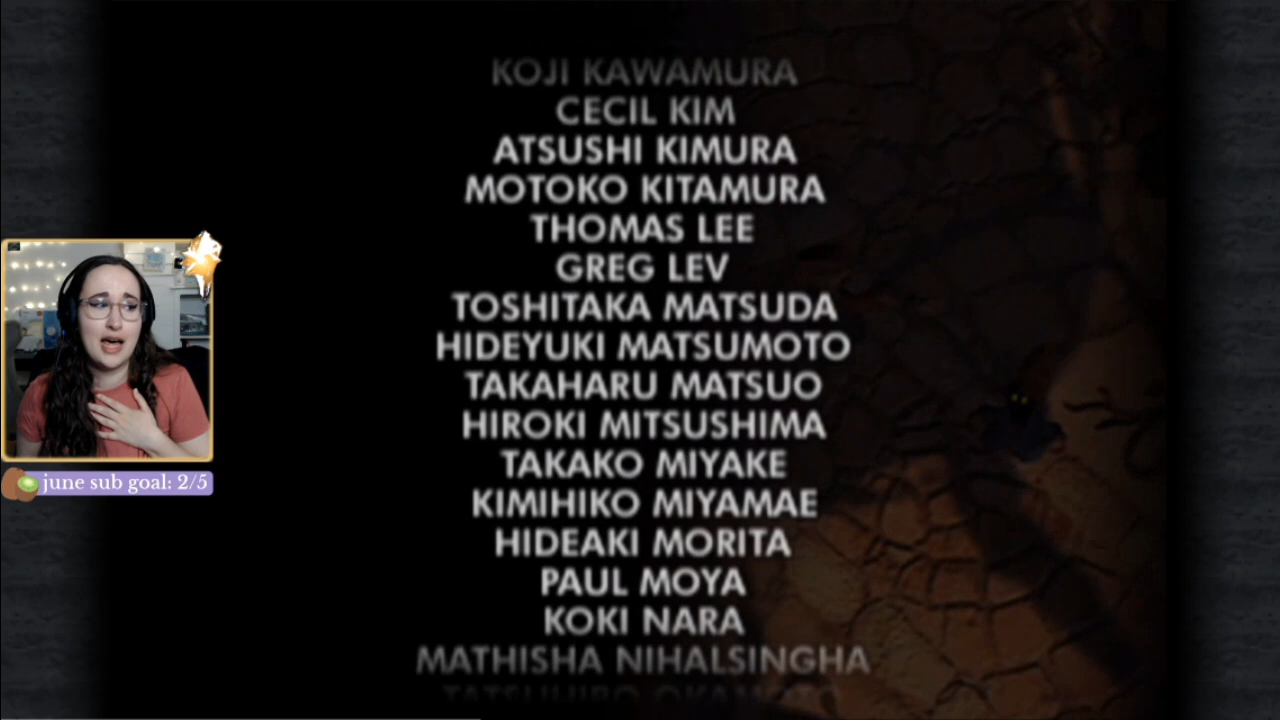 KOJI KAWAMURA
CECIL KIM
ATSUSHI KIMURA
MOTOKO KITAMURA
THOMAS LEE
GREG LEV
TOSHITAKA MATSUDA
HIDEYUKI MATSUMOTO
TAKAHARU MATSUO
HIROKI MITSUSHIMA
TAKAKO MIYAKE
KIMIHIKO MIYAMAE
HIDEAKI MORITA
PAUL MOYA
KOKI NARA
MATHISHA NIHALSINGHA
june sub goal: 2/5